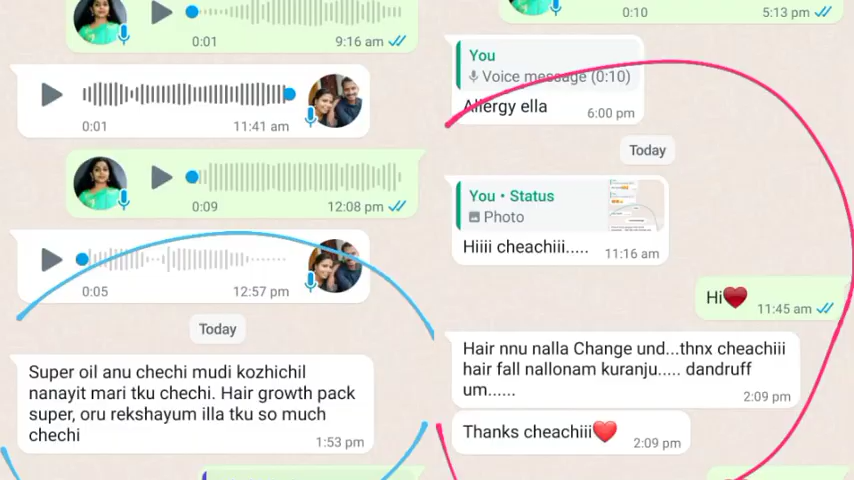 0:01
9:16 am
0:01
11:41 am
0:09
12:08 pm
0:05
12:57 pm
Today
Super oil anu chechi mudi kozhichil
nanayit mari tku chechi. Hair growth pack
super, oru rekshayum illa tku so much
chechi
1:53 pm
0:10
5:13 pm
You
Voice message (0:10)
Allergy ella
6:00 pm
Today
You • Status
Photo
Hiiii cheachiii.....
11:16 am
Hi❤️
11:45 am
Hair nnu nalla Change und...thnx cheachiii
hair fall nallonam kuranju..... dandruff
um......
2:09 pm
Thanks cheachiii❤️
2:09 pm